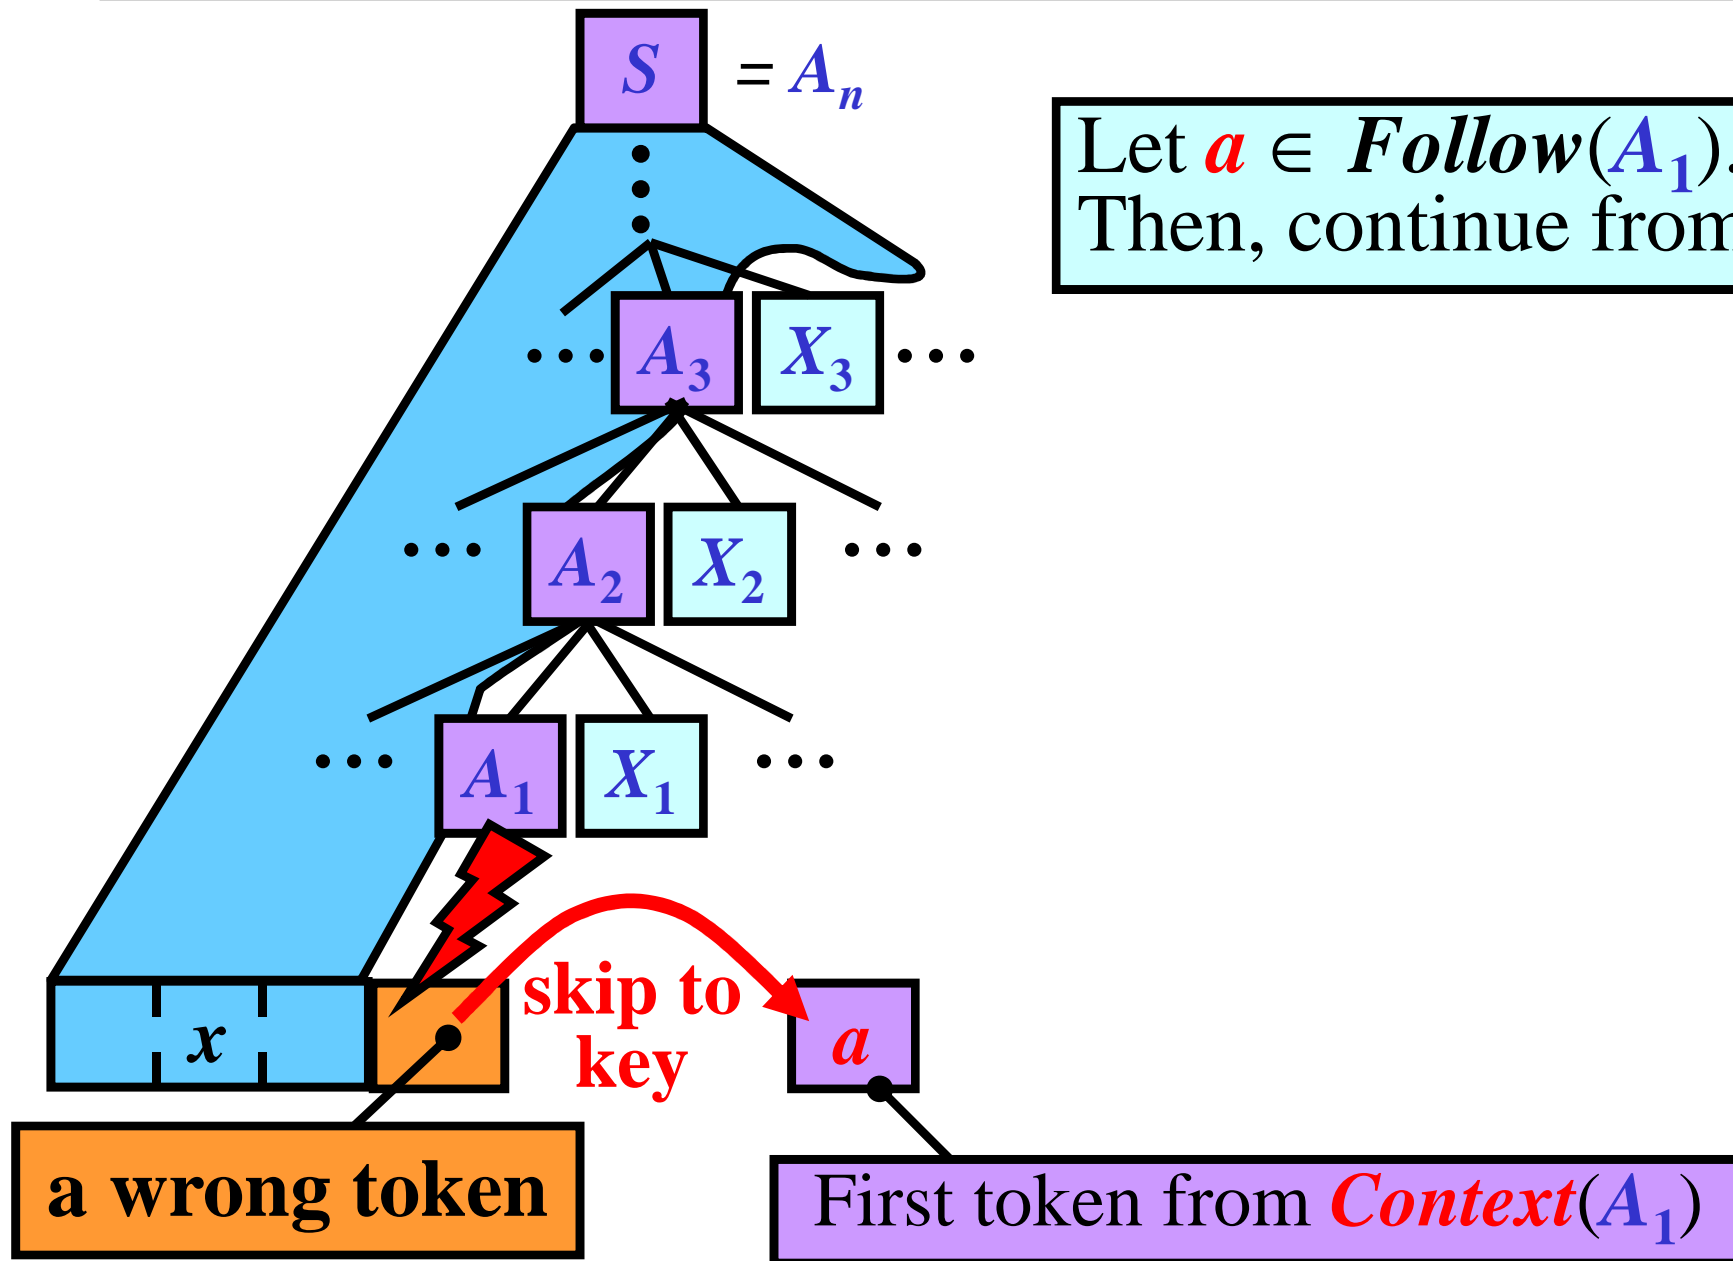 S = Aₙ
Let a ∈ Follow(A₁).
Then, continue from
A₃ X₃
A₂ X₂
A₁ X₁
skip to
key
x
a
a wrong token
First token from Context(A₁)